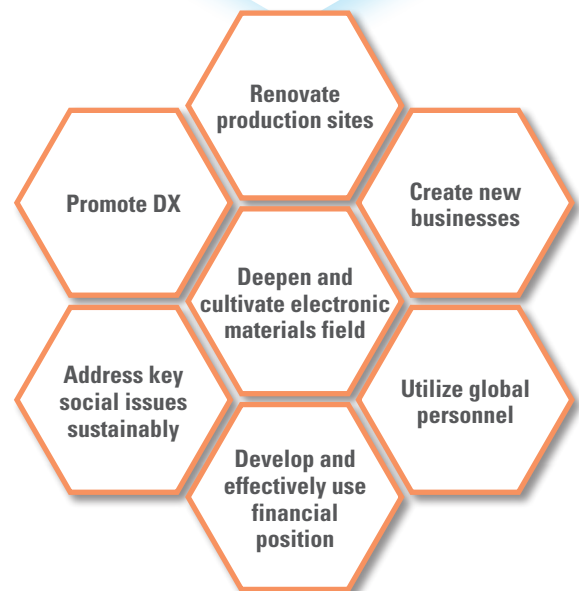 Renovate
production sites
Promote DX
Create new
businesses
Deepen and
cultivate electronic
materials field
Address key
social issues
sustainably
Utilize global
personnel
Develop and
effectively use
financial
position